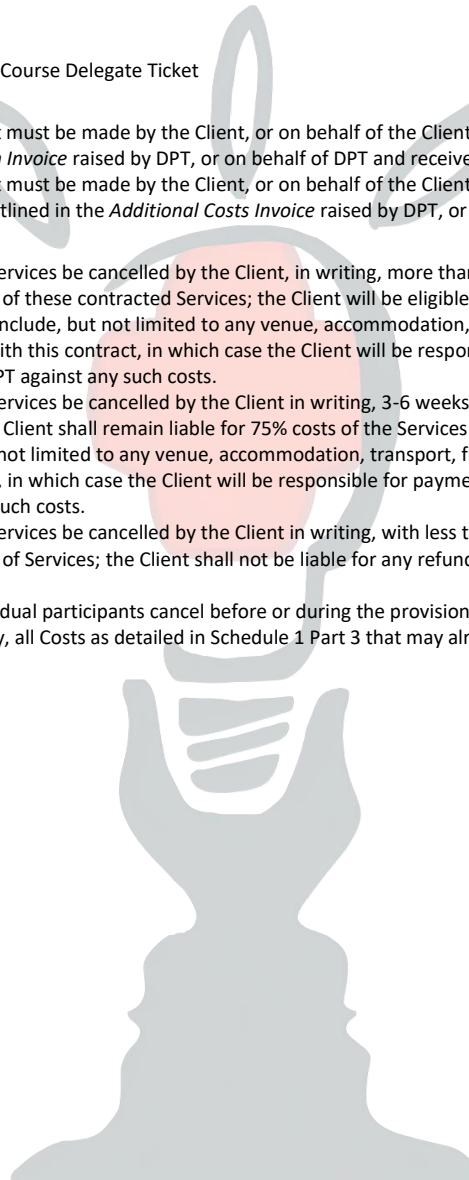 Course Delegate Ticket
must be made by the Client, or on behalf of the Client
Invoice raised by DPT, or on behalf of DPT and receive
must be made by the Client, or on behalf of the Client
tlined in the Additional Costs Invoice raised by DPT, or
ervices be cancelled by the Client, in writing, more than
of these contracted Services; the Client will be eligible
nclude, but not limited to any venue, accommodation,
ith this contract, in which case the Client will be respon
PT against any such costs.
ervices be cancelled by the Client in writing, 3-6 weeks
Client shall remain liable for 75% costs of the Services
not limited to any venue, accommodation, transport, f
, in which case the Client will be responsible for payme
uch costs.
ervices be cancelled by the Client in writing, with less t
of Services; the Client shall not be liable for any refund
dual participants cancel before or during the provision
y, all Costs as detailed in Schedule 1 Part 3 that may alr